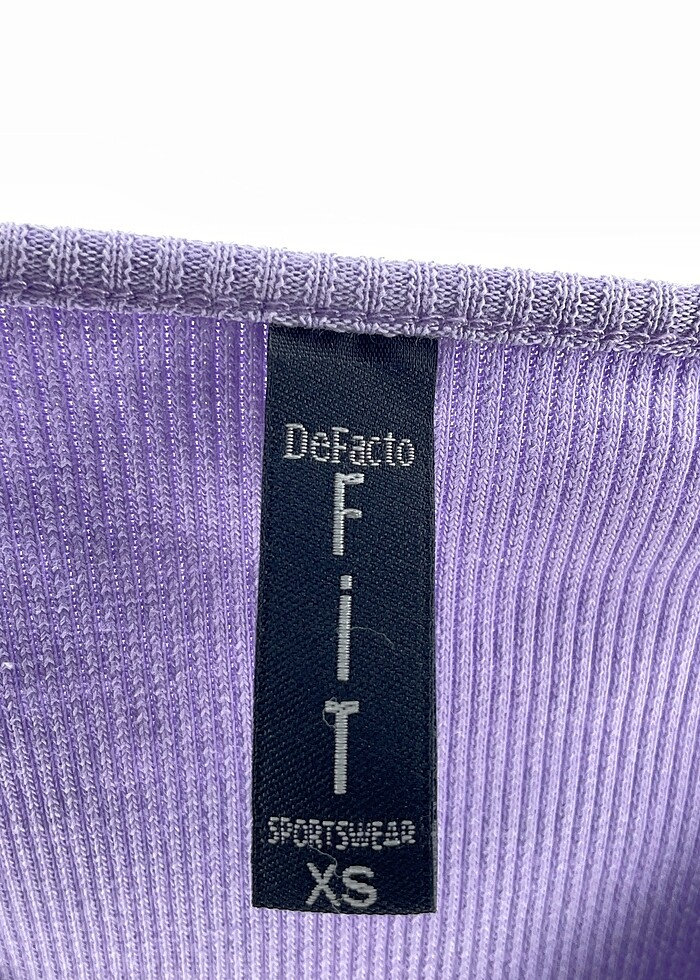 DeFacto
FiT
SPORTSWEAR
XS